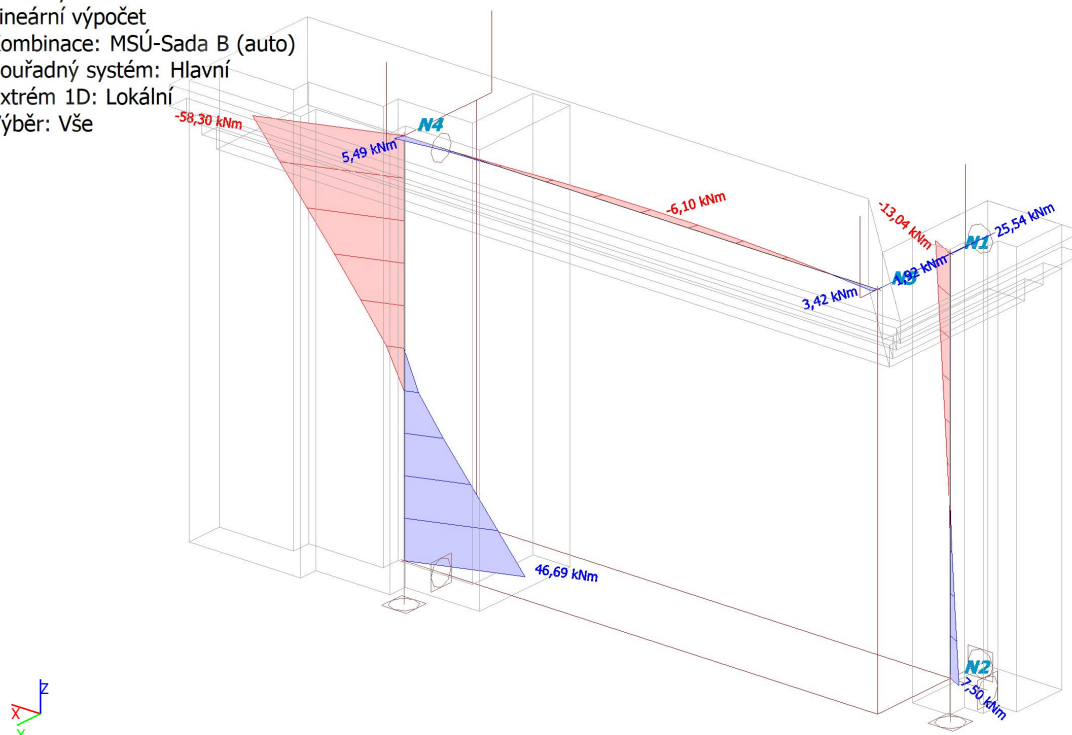 ineární výpočet
ombinace: MSÚ-Sada B (auto)
ouřadný systém: Hlavní
xtrém 1D: Lokální
ýběr: Vše
-58,30 kNm
N4
5,49 kNm
-6,10 kNm
-13,04 kNm
25,54 kNm
N1
3,42 kNm
46,69 kNm
N2
7,50 kNm
Z
X
Y